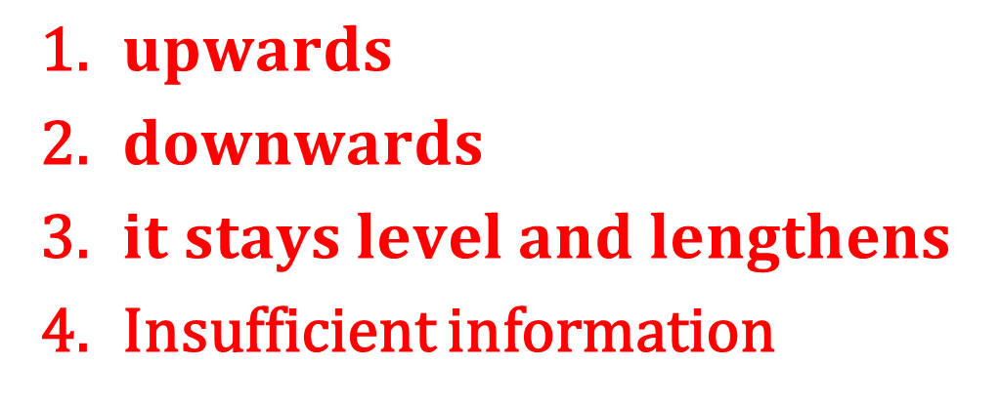 1. upwards
2. downwards
3. it stays level and lengthens
4. Insufficient information